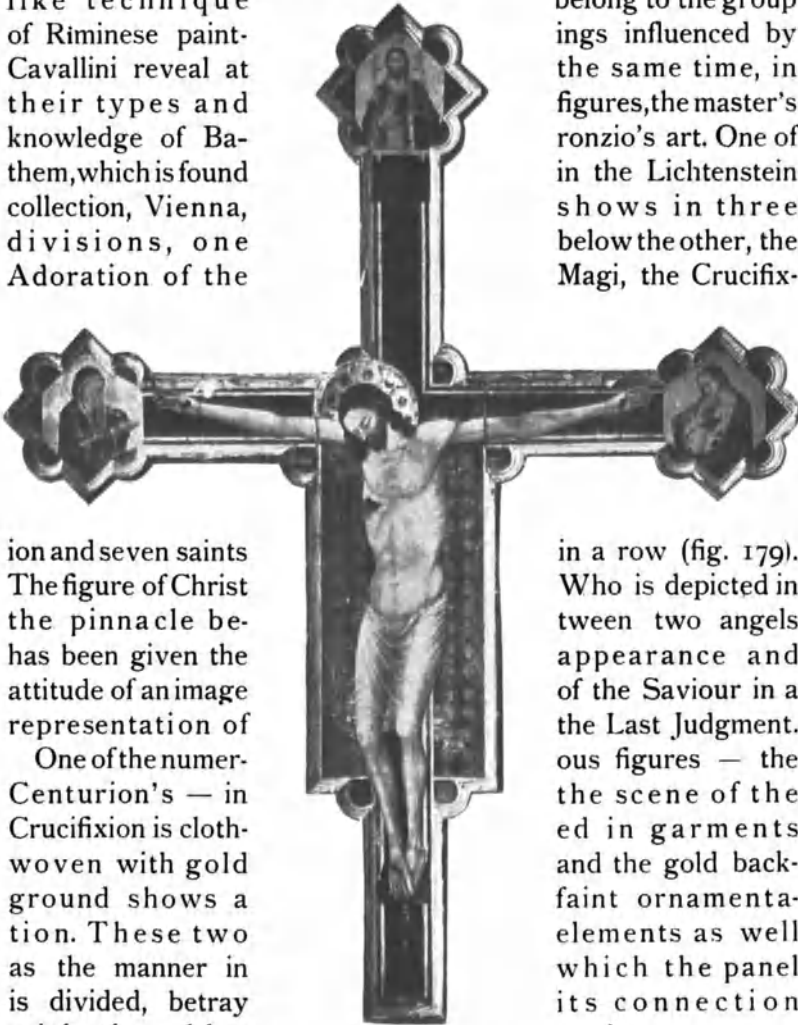 like technique belong to the group
of Riminese paint- ings influenced by
Cavallini reveal at the same time, in
their types and figures, the master's
knowledge of Ba- ronzio's art. One of
them, which is found in the Lichtenstein
collection, Vienna, shows in three
divisions, one below the other, the
Adoration of the Magi, the Crucifix-
ion and seven saints in a row (fig. 179).
The figure of Christ Who is depicted in
the pinnacle be- tween two angels
has been given the appearance and
attitude of an image of the Saviour in a
representation of the Last Judgment.
One of the numer- ous figures — the
Centurion's — in the scene of the
Crucifixion is cloth- ed in garments
woven with gold and the gold back-
ground shows a faint ornamenta-
tion. These two elements as well
as the manner in which the panel
is divided, betray its connection